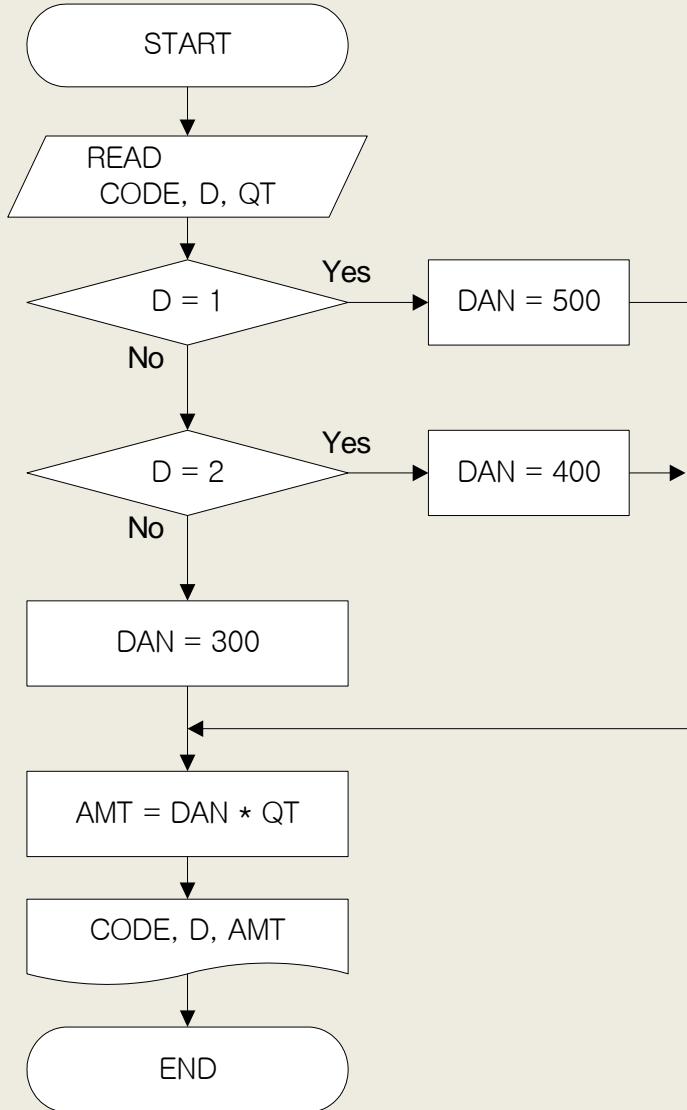 START
READ
CODE, D, QT
D = 1
Yes
DAN = 500
No
D = 2
Yes
DAN = 400
No
DAN = 300
AMT = DAN * QT
CODE, D, AMT
END